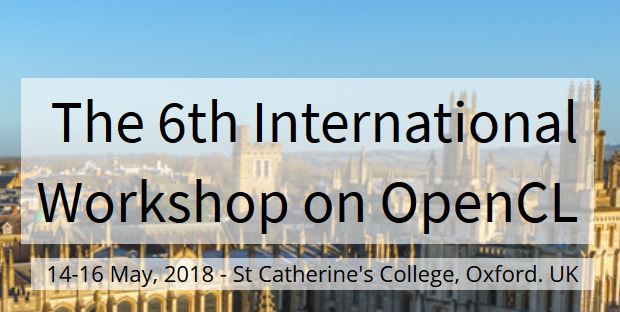 The 6th International
Workshop on OpenCL
14-16 May, 2018 - St Catherine's College, Oxford. UK